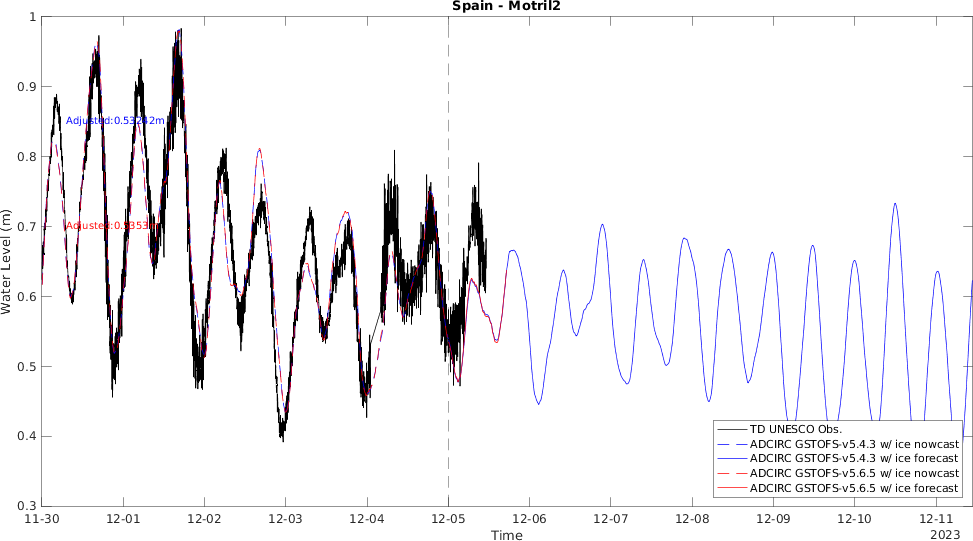 Spain - Motril2
1
0.9
0.8
0.7
0.6
0.5
0.4
0.3
Water Level (m)
Adjusted:0.53242m
11-30
12-01
12-02
12-03
12-04
12-05
12-06
12-07
12-08
12-09
12-10
12-11
2023
Time
TD UNESCO Obs.
ADCIRC GSTOFS-v5.4.3 w/ ice nowcast
ADCIRC GSTOFS-v5.4.3 w/ ice forecast
ADCIRC GSTOFS-v5.6.5 w/ ice nowcast
ADCIRC GSTOFS-v5.6.5 w/ ice forecast